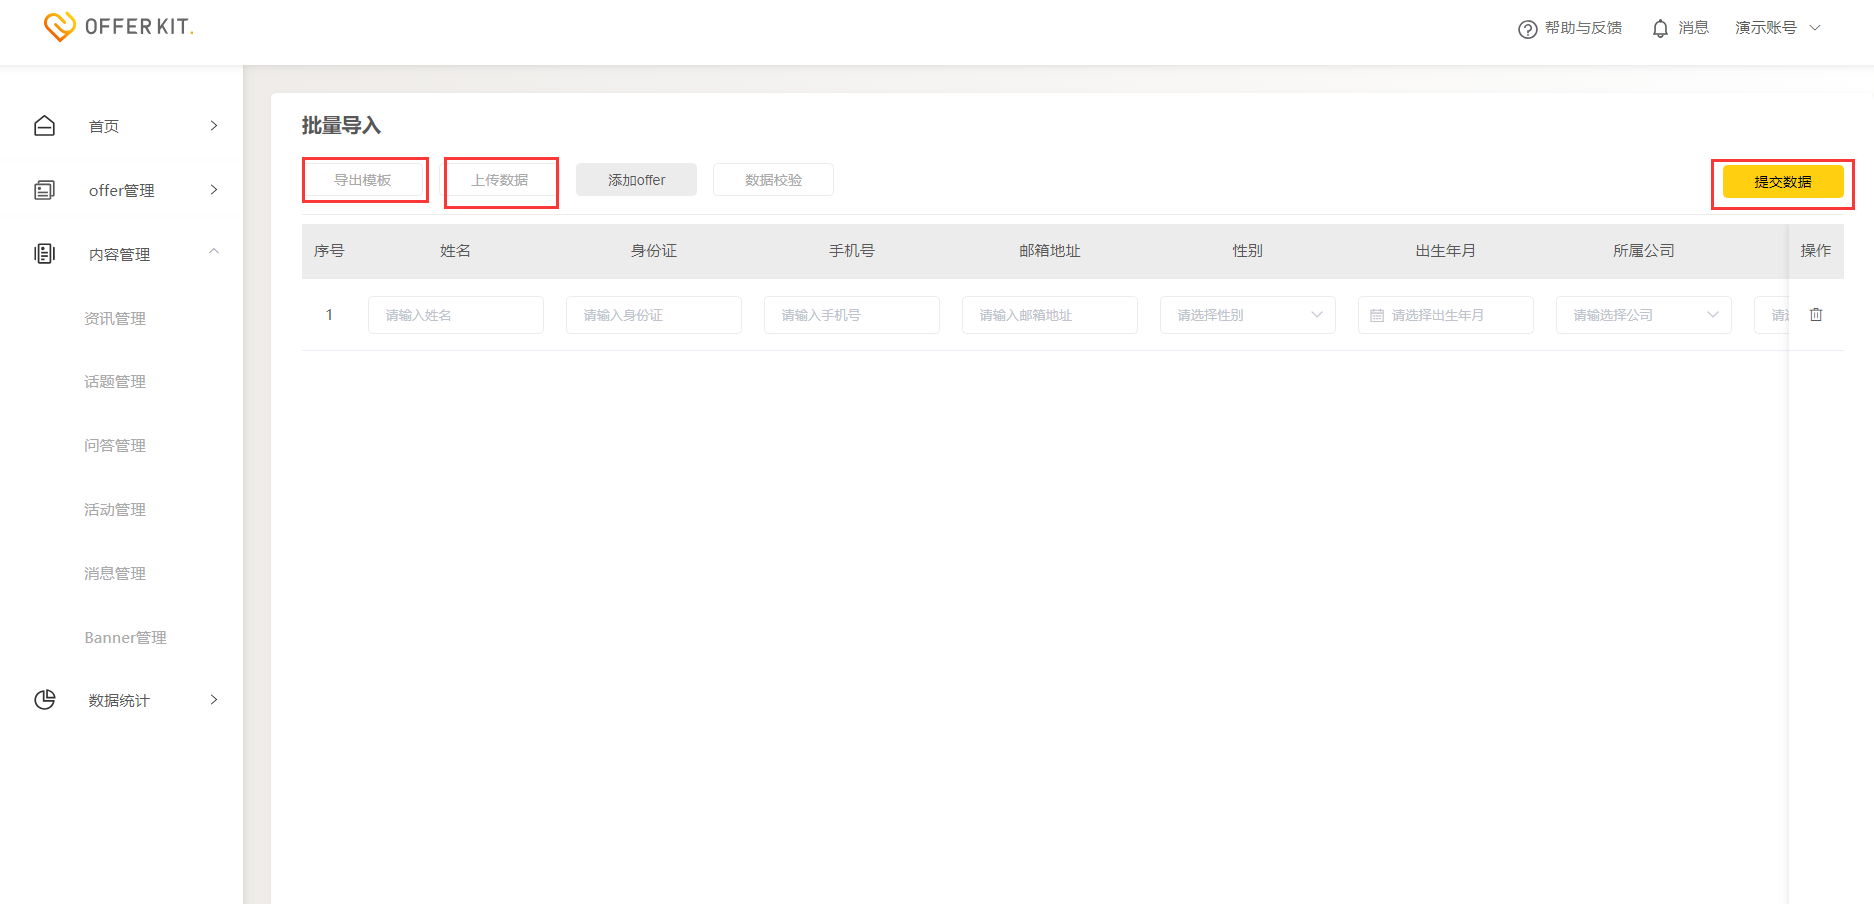 OFFER KIT.
帮助与反馈 消息 演示账号
首页
offer管理
内容管理
资讯管理
话题管理
问答管理
活动管理
消息管理
Banner管理
数据统计
批量导入
导出模板 上传数据 添加offer 数据校验 提交数据
序号 姓名 身份证 手机号 邮箱地址 性别 出生年月 所属公司 操作
1 请输入姓名 请输入身份证 请输入手机号 请输入邮箱地址 请选择性别 请选择出生年月 请输选择公司 请